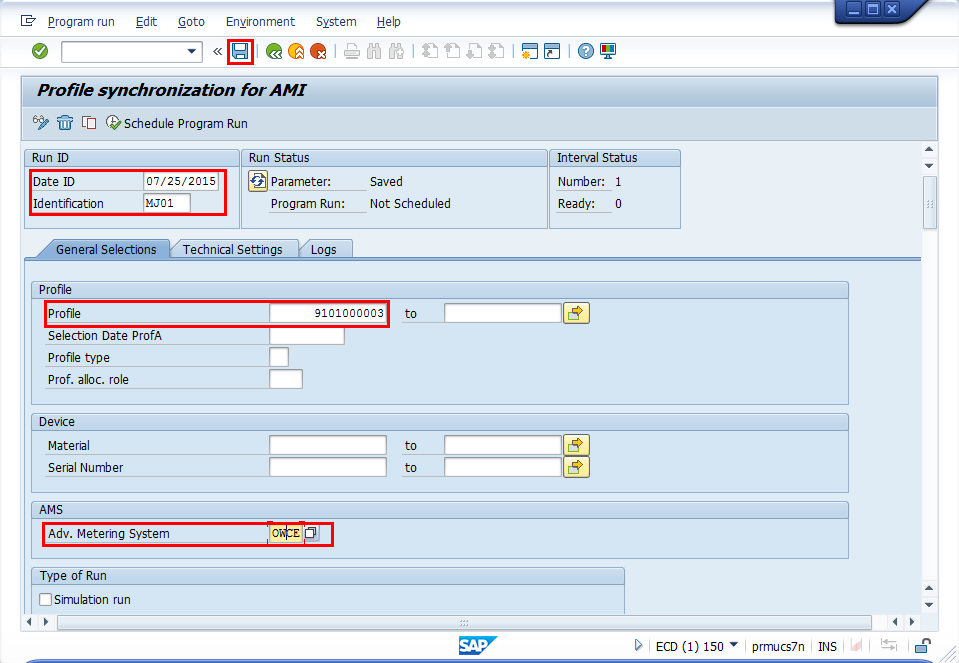 Program run Edit Goto Environment System Help
«
Profile synchronization for AMI
Schedule Program Run
Run ID
Date ID 07/25/2015
Identification MJ01
Run Status
Parameter: Saved
Program Run: Not Scheduled
Interval Status
Number: 1
Ready: 0
General Selections Technical Settings Logs
Profile
Profile 9101000003 to
Selection Date ProfA
Profile type
Prof. alloc. role
Device
Material to
Serial Number to
AMS
Adv. Metering System OWCE
Type of Run
Simulation run
SAP ECD (1) 150 prmucs7n INS